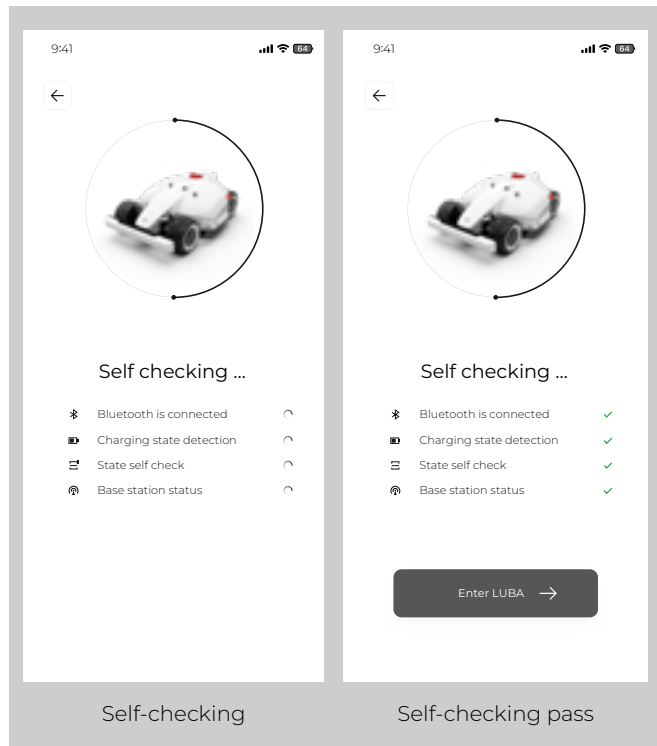 9:41
64
Self checking ...
Bluetooth is connected
Charging state detection
State self check
Base station status
Self-checking
9:41
64
Self checking ...
Bluetooth is connected
Charging state detection
State self check
Base station status
Enter LUBA
Self-checking pass